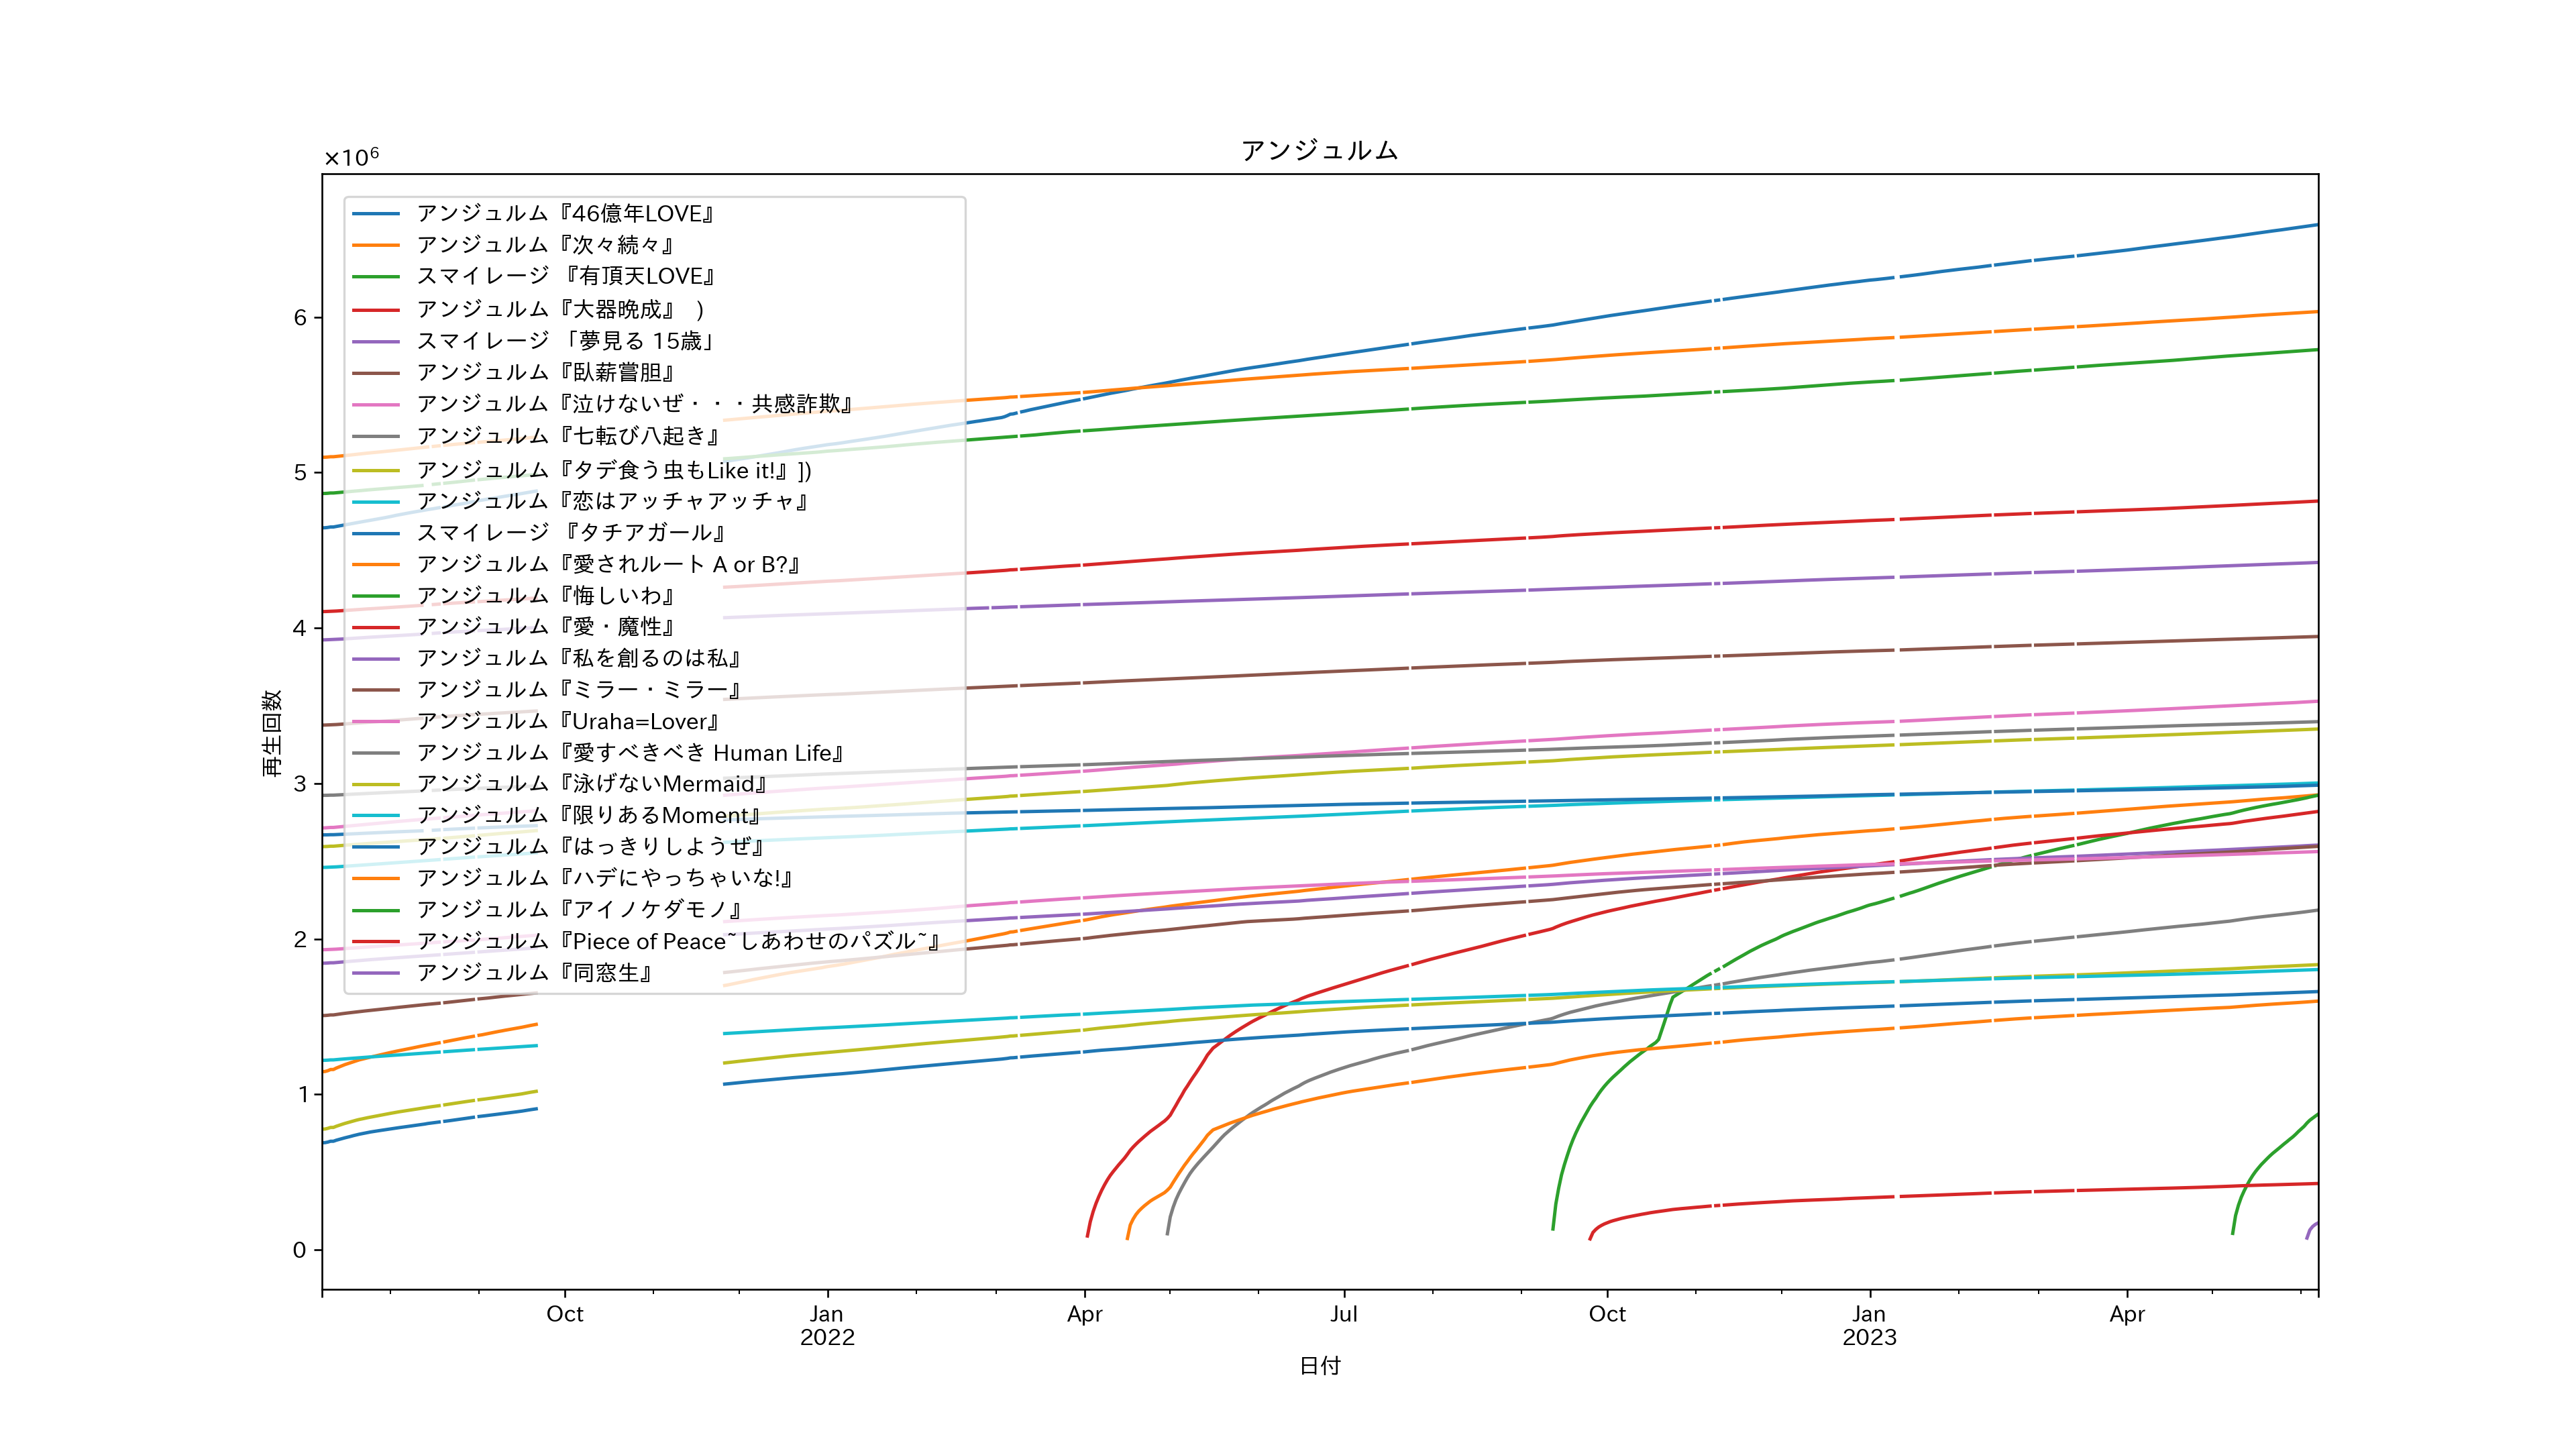 アンジュルム
×10⁶
アンジュルム『46億年LOVE』
アンジュルム『次々続々』
スマイレージ 『有頂天LOVE』
アンジュルム『大器晩成』 )
スマイレージ 「夢見る 15歳」
アンジュルム『臥薪嘗胆』
アンジュルム『泣けないぜ・・・共感詐欺』
アンジュルム『七転び八起き』
アンジュルム『タデ食う虫もLike it!』])
アンジュルム『恋はアッチャアッチャ』
スマイレージ 『タチアガール』
アンジュルム『愛されルート A or B?』
アンジュルム『悔しいわ』
アンジュルム『愛・魔性』
アンジュルム『私を創るのは私』
アンジュルム『ミラー・ミラー』
アンジュルム『Uraha=Lover』
アンジュルム『愛すべきべき Human Life』
アンジュルム『泳げないMermaid』
アンジュルム『限りあるMoment』
アンジュルム『はっきりしようぜ』
アンジュルム『ハデにやっちゃいな!』
アンジュルム『アイノケダモノ』
アンジュルム『Piece of Peace~しあわせのパズル~』
アンジュルム『同窓生』
6
5
4
3
2
1
0
再生回数
Oct
Jan
2022
Apr
Jul
Oct
Jan
2023
Apr
日付